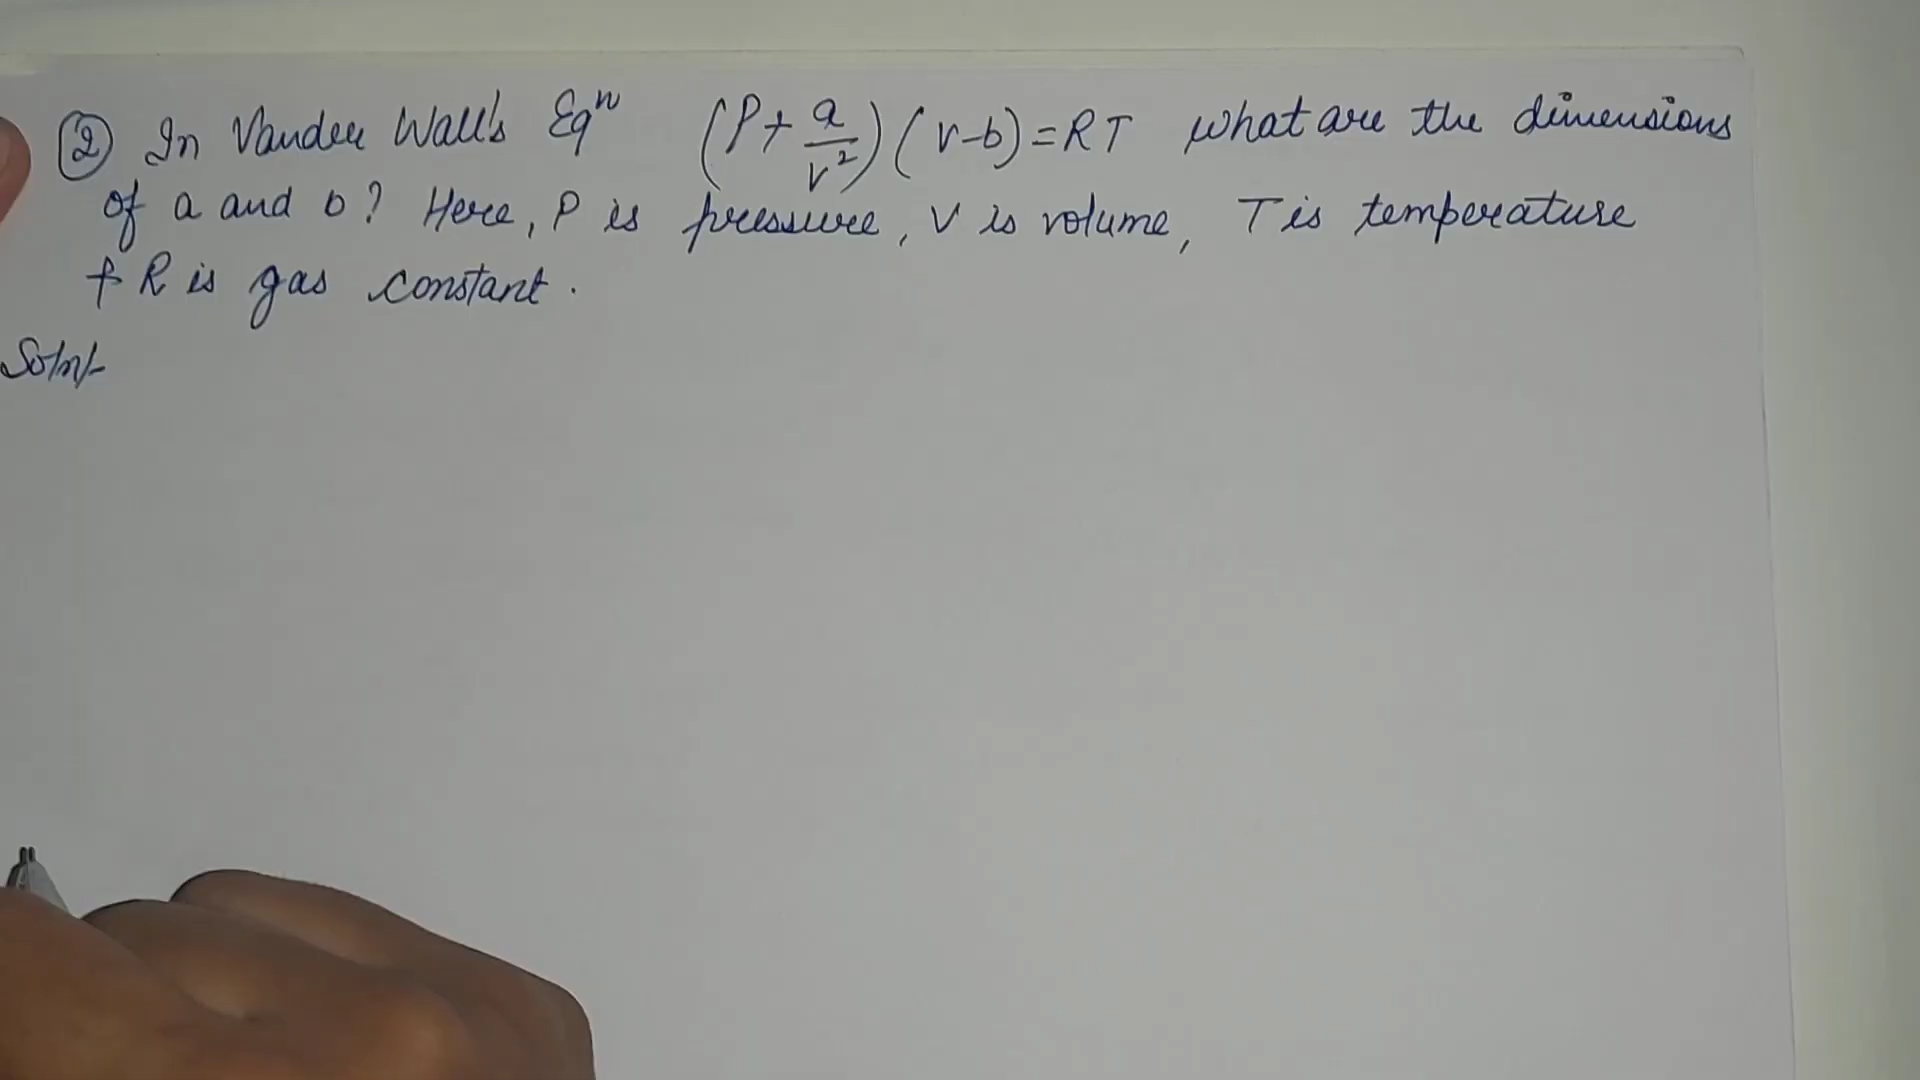 ② In Vander Wall's Eqⁿ (P + a/v²) (v-b) = RT what are the dimensions
of a and b? Here, P is pressure, V is volume, T is temperature
+ R is gas constant.
Soln/-